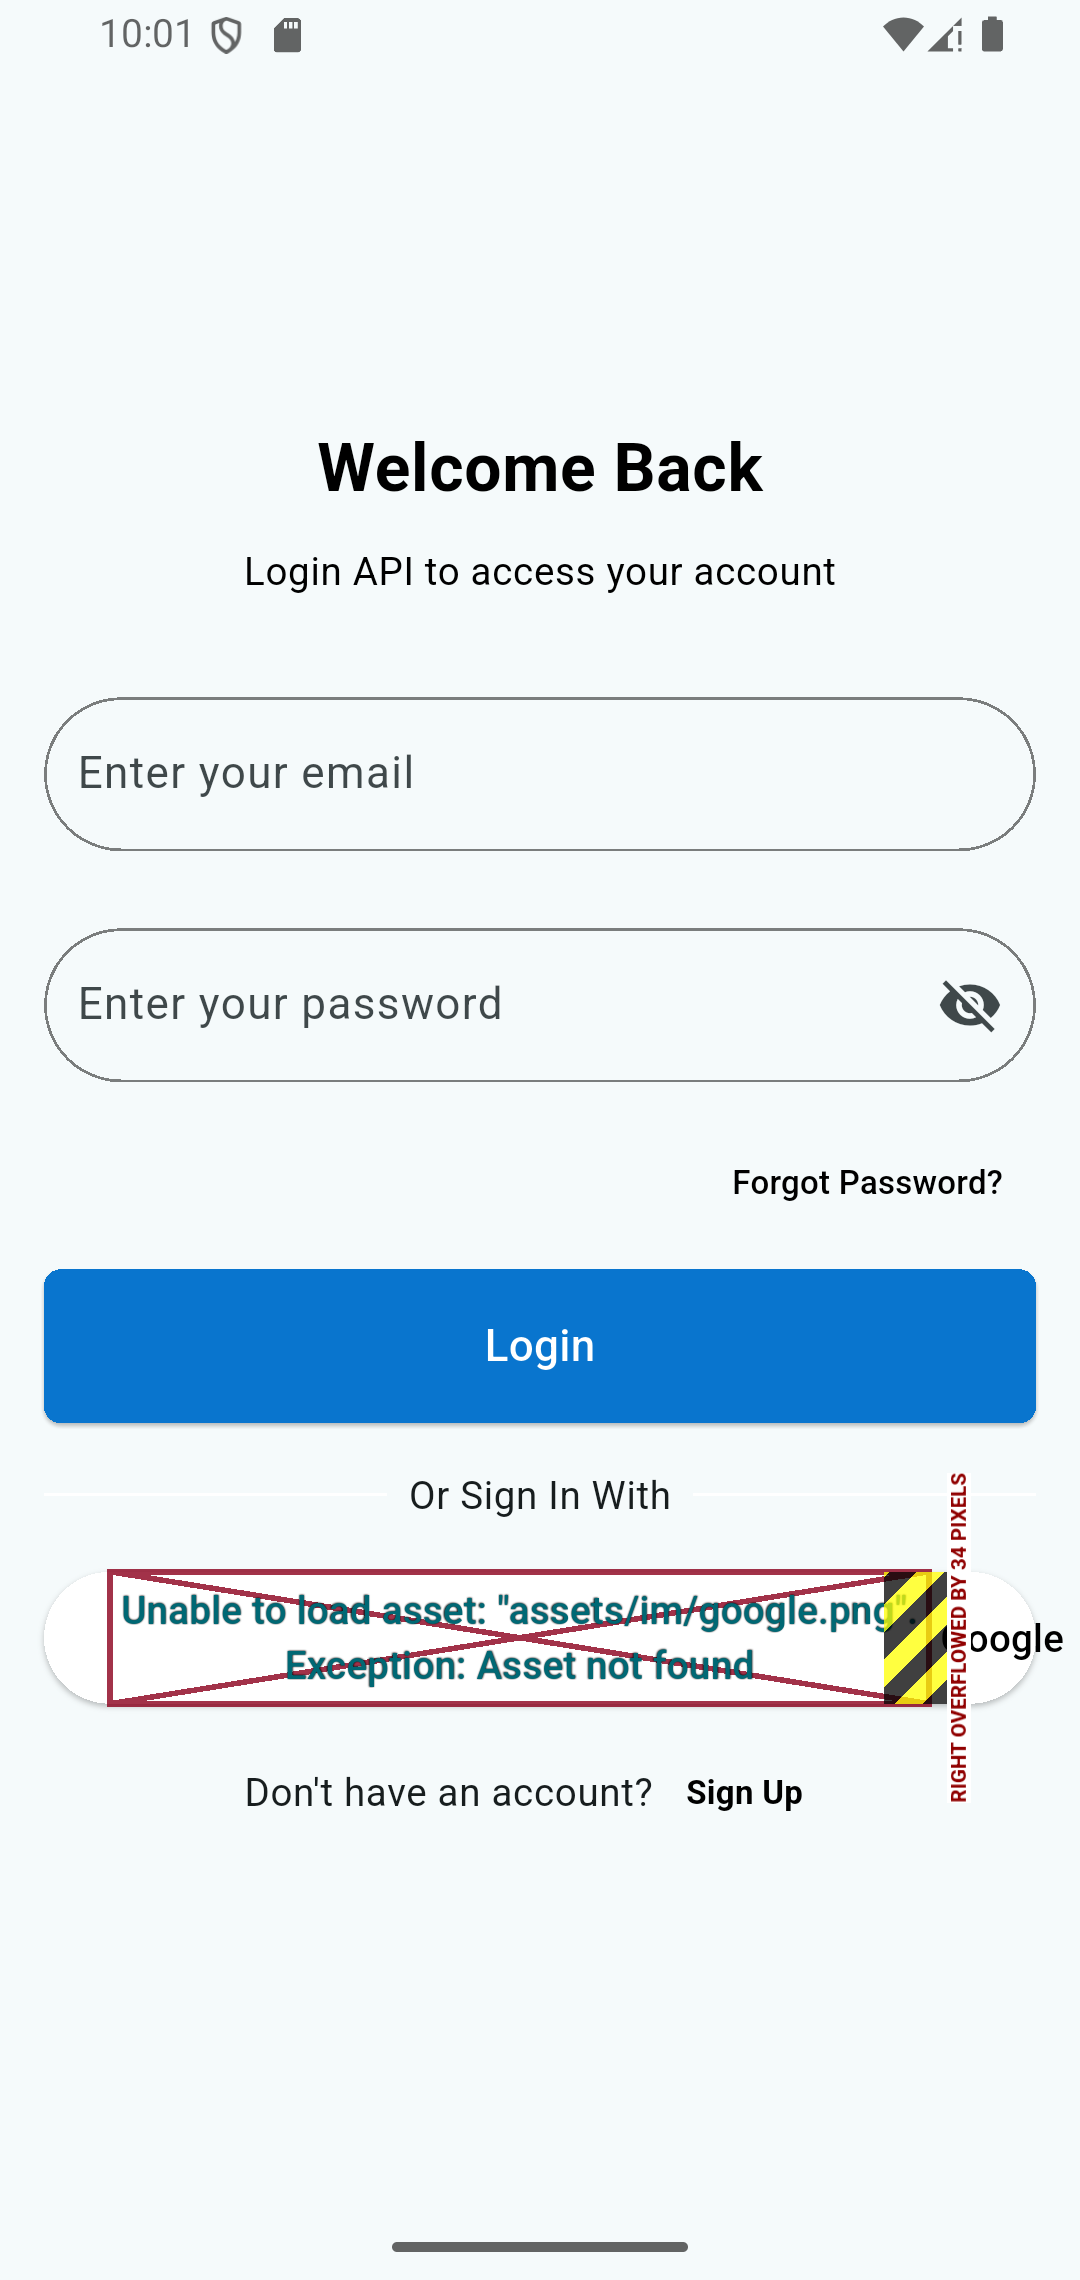 10:01
Welcome Back
Login API to access your account
Enter your email
Enter your password
Forgot Password?
Login
Or Sign In With
Unable to load asset: "assets/im/google.png".
Exception: Asset not found
RIGHT OVERFLOWED BY 34 PIXELS
Google
Don't have an account? Sign Up